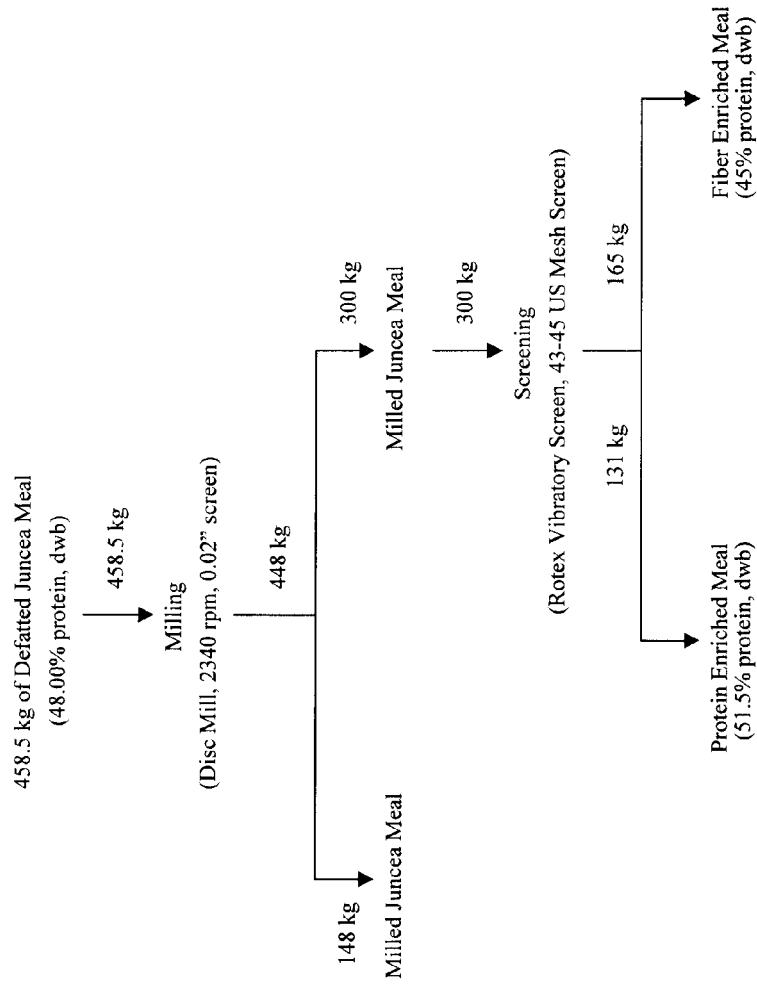 458.5 kg of Defatted Juncea Meal
(48.00% protein, dwb)
458.5 kg
Milling
(Disc Mill, 2340 rpm, 0.02” screen)
448 kg
148 kg
300 kg
Milled Juncea Meal
Milled Juncea Meal
300 kg
Screening
(Rotex Vibratory Screen, 43-45 US Mesh Screen)
131 kg
165 kg
Protein Enriched Meal
(51.5% protein, dwb)
Fiber Enriched Meal
(45% protein, dwb)